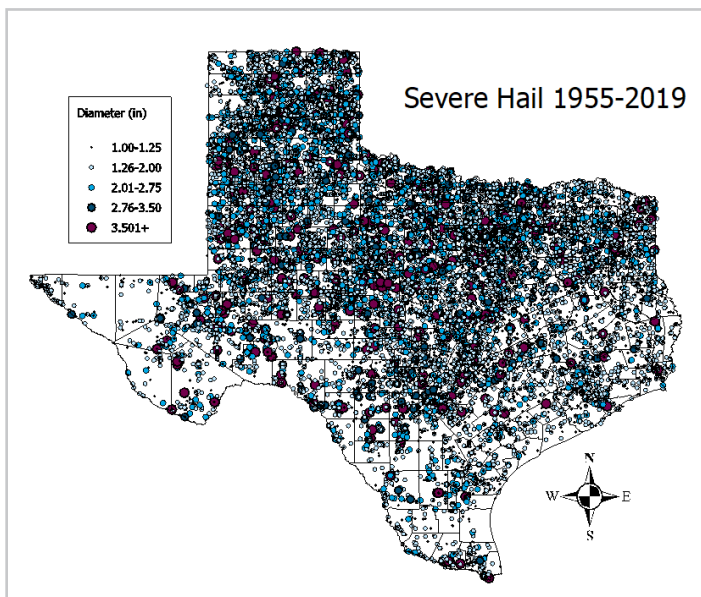 Severe Hail 1955-2019
Diameter (in)
1.00-1.25
1.26-2.00
2.01-2.75
2.76-3.50
3.501+
N
W E
S